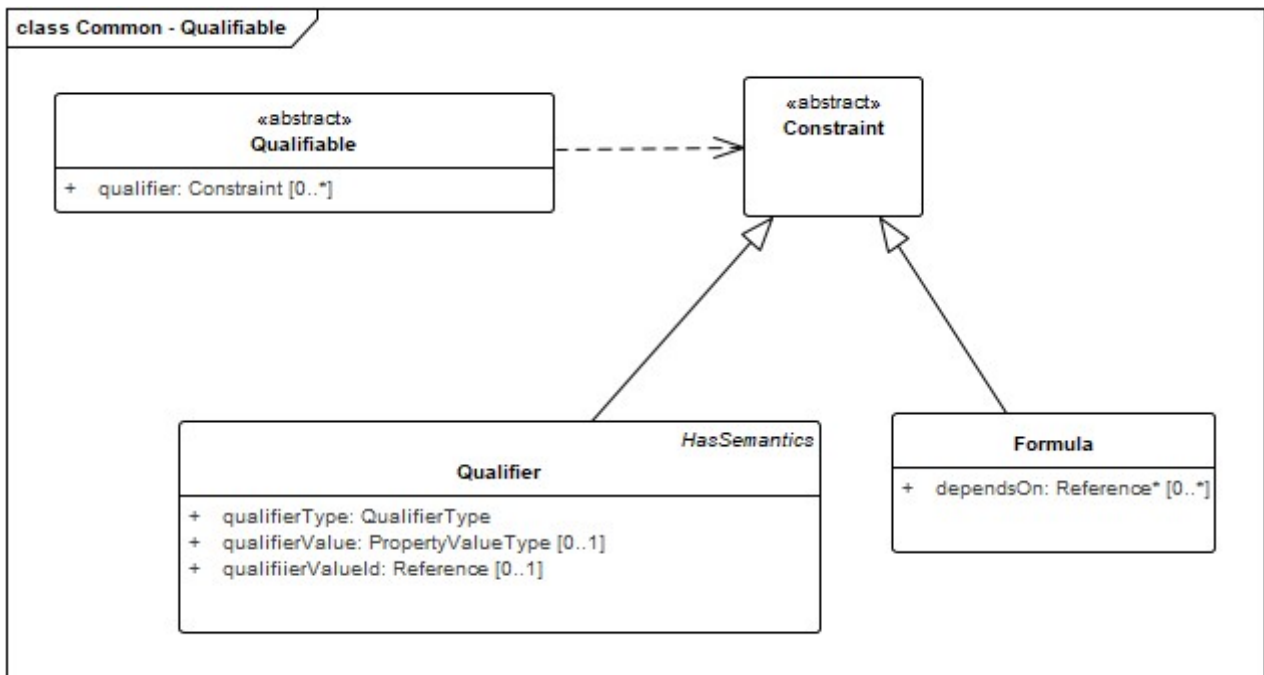 class Common - Qualifiable
«abstract»
Qualifiable
+ qualifier: Constraint [0..*]
«abstract»
Constraint
HasSemantics
Qualifier
+ qualifierType: QualifierType
+ qualifierValue: PropertyValueType [0..1]
+ qualifiierValueId: Reference [0..1]
Formula
+ dependsOn: Reference* [0..*]